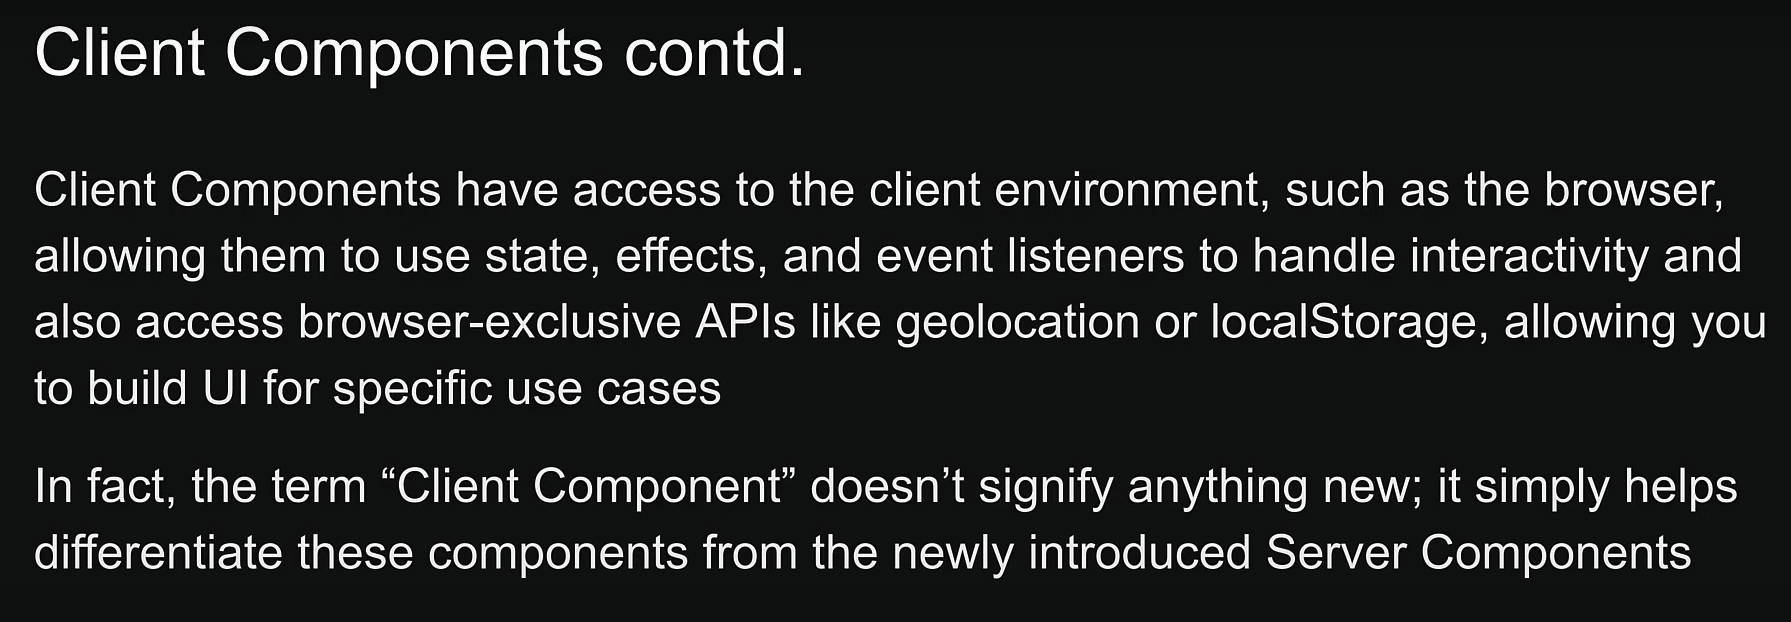 Client Components contd.
Client Components have access to the client environment, such as the browser,
allowing them to use state, effects, and event listeners to handle interactivity and
also access browser-exclusive APIs like geolocation or localStorage, allowing you
to build UI for specific use cases
In fact, the term “Client Component” doesn’t signify anything new; it simply helps
differentiate these components from the newly introduced Server Components